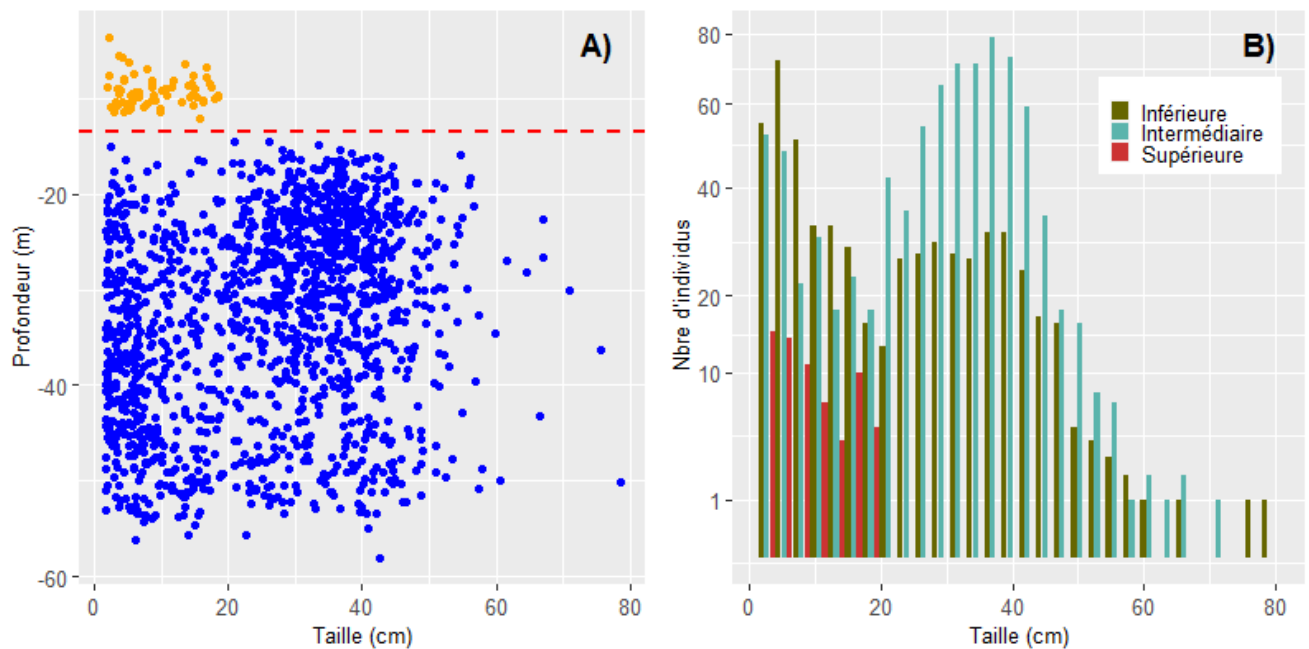 A)
Profondeur (m)
-20
-40
-60
0 20 40 60 80
Taille (cm)
B)
Inférieure
Intermédiaire
Supérieure
Nbre d'individus
80
60
40
20
10
1
0 20 40 60 80
Taille (cm)